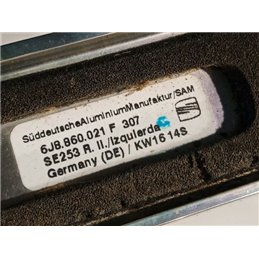 SüddeutscheAluminiumManufaktur/SAM
6J8.860.021 F 307
SE253 R. li./Izquierda
Germany (DE) / KW16 14S